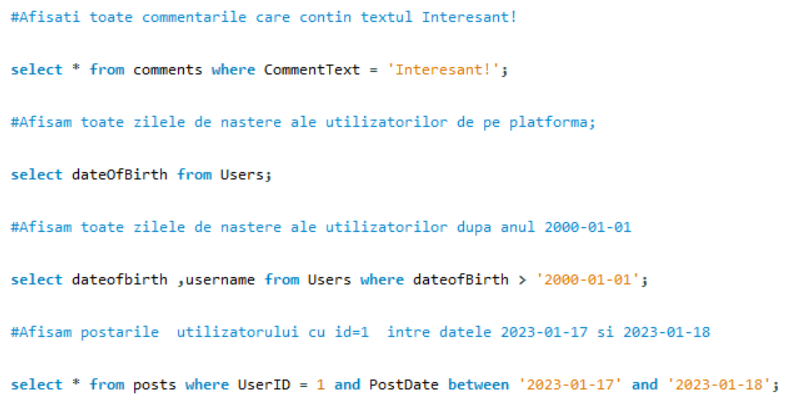 #Afisati toate commentarile care contin textul Interesant!
select * from comments where CommentText = 'Interesant!';
#Afisam toate zilele de nastere ale utilizatorilor de pe platforma;
select dateOfBirth from Users;
#Afisam toate zilele de nastere ale utilizatorilor dupa anul 2000-01-01
select dateofbirth ,username from Users where dateofBirth > '2000-01-01';
#Afisam postarile  utilizatorului cu id=1  intre datele 2023-01-17 si 2023-01-18
select * from posts where UserID = 1 and PostDate between '2023-01-17' and '2023-01-18';